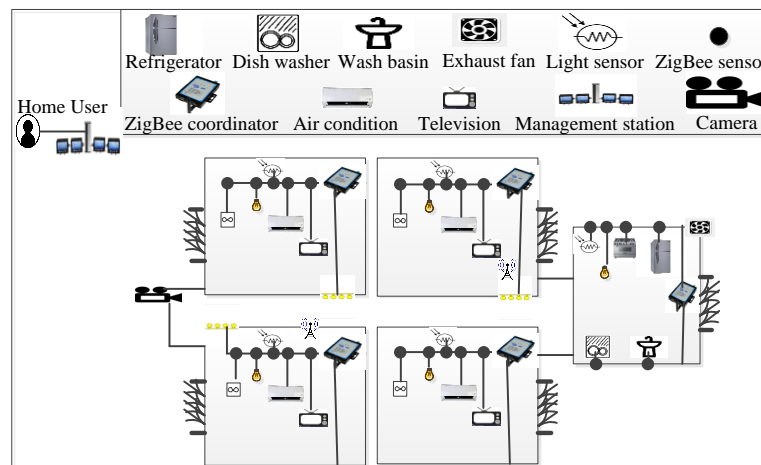 Refrigerator Dish washer Wash basin Exhaust fan Light sensor ZigBee sensor
Home User
ZigBee coordinator Air condition Television Management station Camera